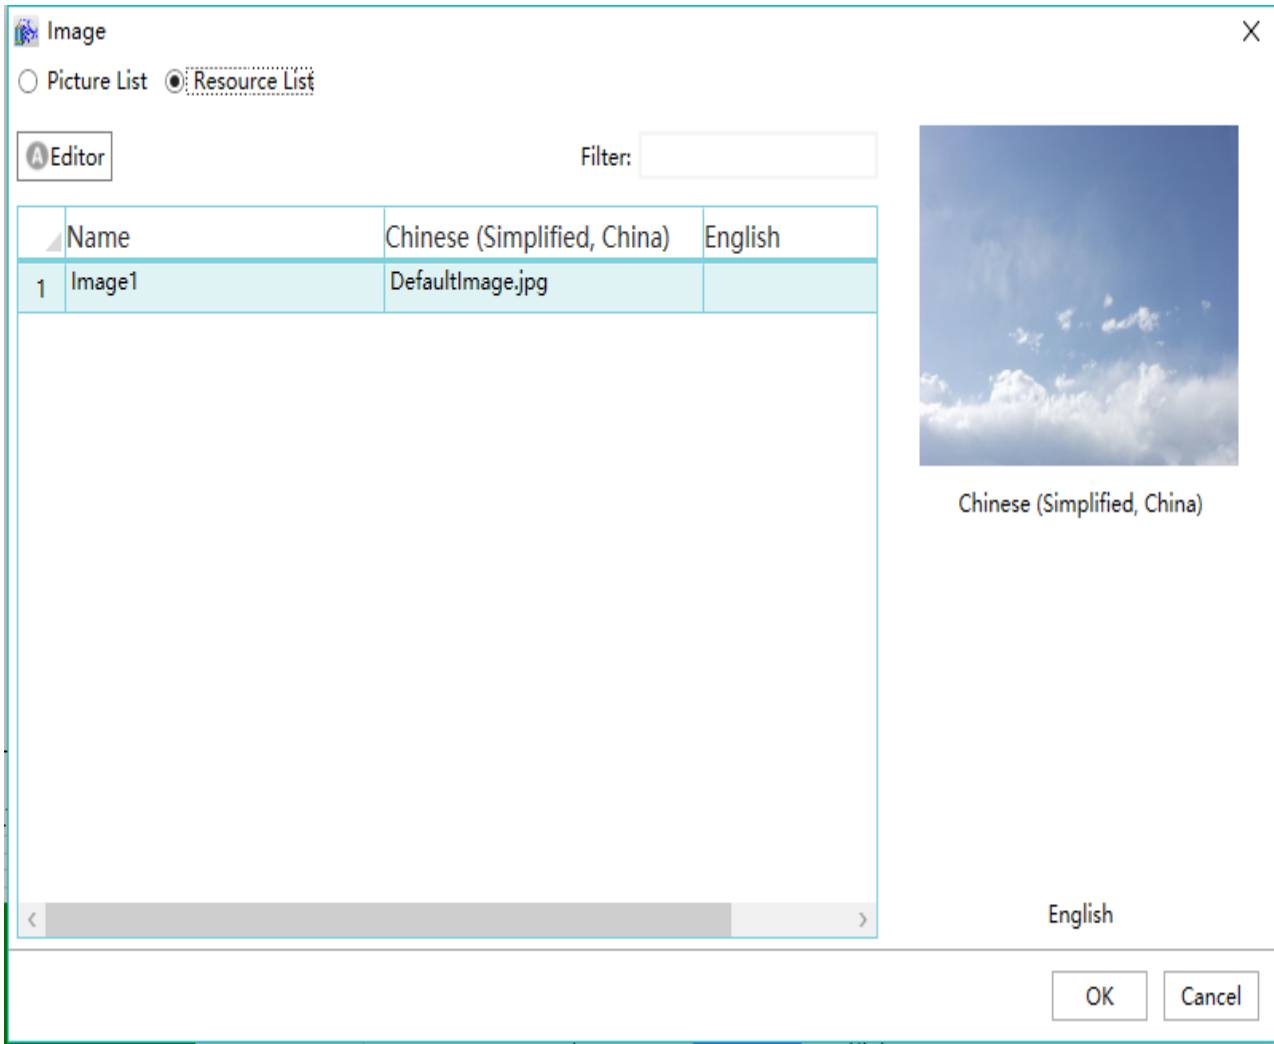 Image
Picture List Resource List
Editor Filter:
Name Chinese (Simplified, China) English
1 Image1 DefaultImage.jpg
Chinese (Simplified, China)
English
OK Cancel